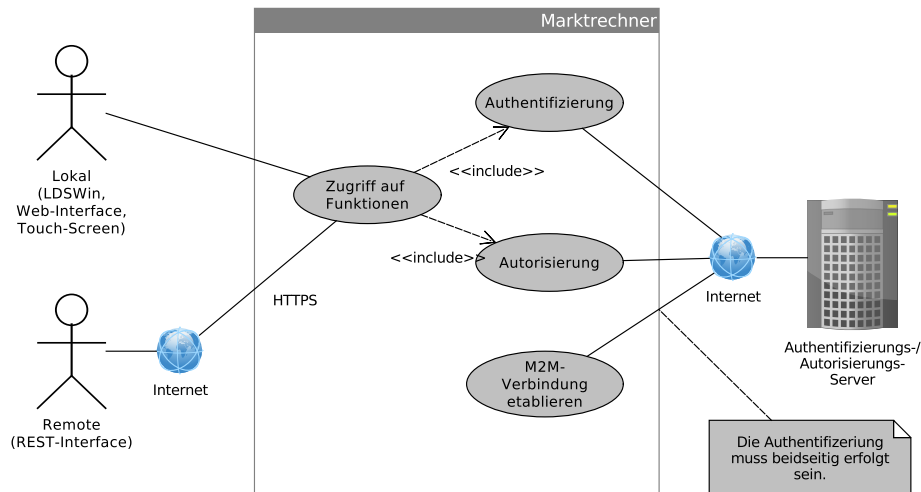 Marktrechner
Authentifizierung
<<include>>
Lokal
(LDSWin,
Web-Interface,
Touch-Screen)
Zugriff auf
Funktionen
<<include>>
Autorisierung
Internet
HTTPS
Internet
Remote
(REST-Interface)
M2M-
Verbindung
etablieren
Authentifizierungs-/
Autorisierungs-
Server
Die Authentifizeriung
muss beidseitig erfolgt
sein.